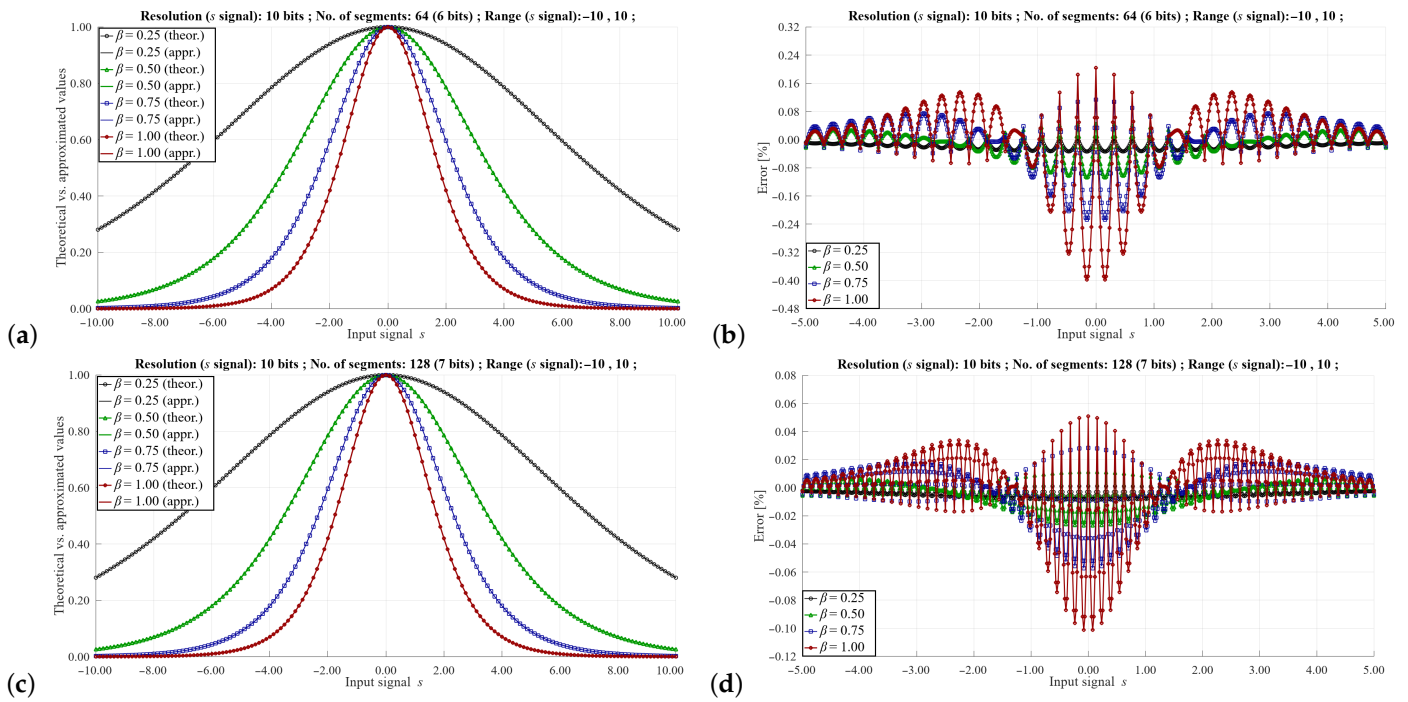 Resolution (s signal): 10 bits ; No. of segments: 64 (6 bits) ; Range (s signal):−10 , 10 ;
Theoretical vs. approximated values
1.00
0.80
0.60
0.40
0.20
0.00
β = 0.25 (theor.)
β = 0.25 (appr.)
β = 0.50 (theor.)
β = 0.50 (appr.)
β = 0.75 (theor.)
β = 0.75 (appr.)
β = 1.00 (theor.)
β = 1.00 (appr.)
−10.00 −8.00 −6.00 −4.00 −2.00 0.00 2.00 4.00 6.00 8.00 10.00
Input signal s
(a)
Resolution (s signal): 10 bits ; No. of segments: 64 (6 bits) ; Range (s signal):−10 , 10 ;
Error [%]
0.32
0.24
0.16
0.08
0.00
−0.08
−0.16
−0.24
−0.32
−0.40
−0.48
β = 0.25
β = 0.50
β = 0.75
β = 1.00
−5.00 −4.00 −3.00 −2.00 −1.00 0.00 1.00 2.00 3.00 4.00 5.00
Input signal s
(b)
Resolution (s signal): 10 bits ; No. of segments: 128 (7 bits) ; Range (s signal):−10 , 10 ;
Theoretical vs. approximated values
1.00
0.80
0.60
0.40
0.20
0.00
β = 0.25 (theor.)
β = 0.25 (appr.)
β = 0.50 (theor.)
β = 0.50 (appr.)
β = 0.75 (theor.)
β = 0.75 (appr.)
β = 1.00 (theor.)
β = 1.00 (appr.)
−10.00 −8.00 −6.00 −4.00 −2.00 0.00 2.00 4.00 6.00 8.00 10.00
Input signal s
(c)
Resolution (s signal): 10 bits ; No. of segments: 128 (7 bits) ; Range (s signal):−10 , 10 ;
Error [%]
0.08
0.06
0.04
0.02
0.00
−0.02
−0.04
−0.06
−0.08
−0.10
−0.12
β = 0.25
β = 0.50
β = 0.75
β = 1.00
−5.00 −4.00 −3.00 −2.00 −1.00 0.00 1.00 2.00 3.00 4.00 5.00
Input signal s
(d)